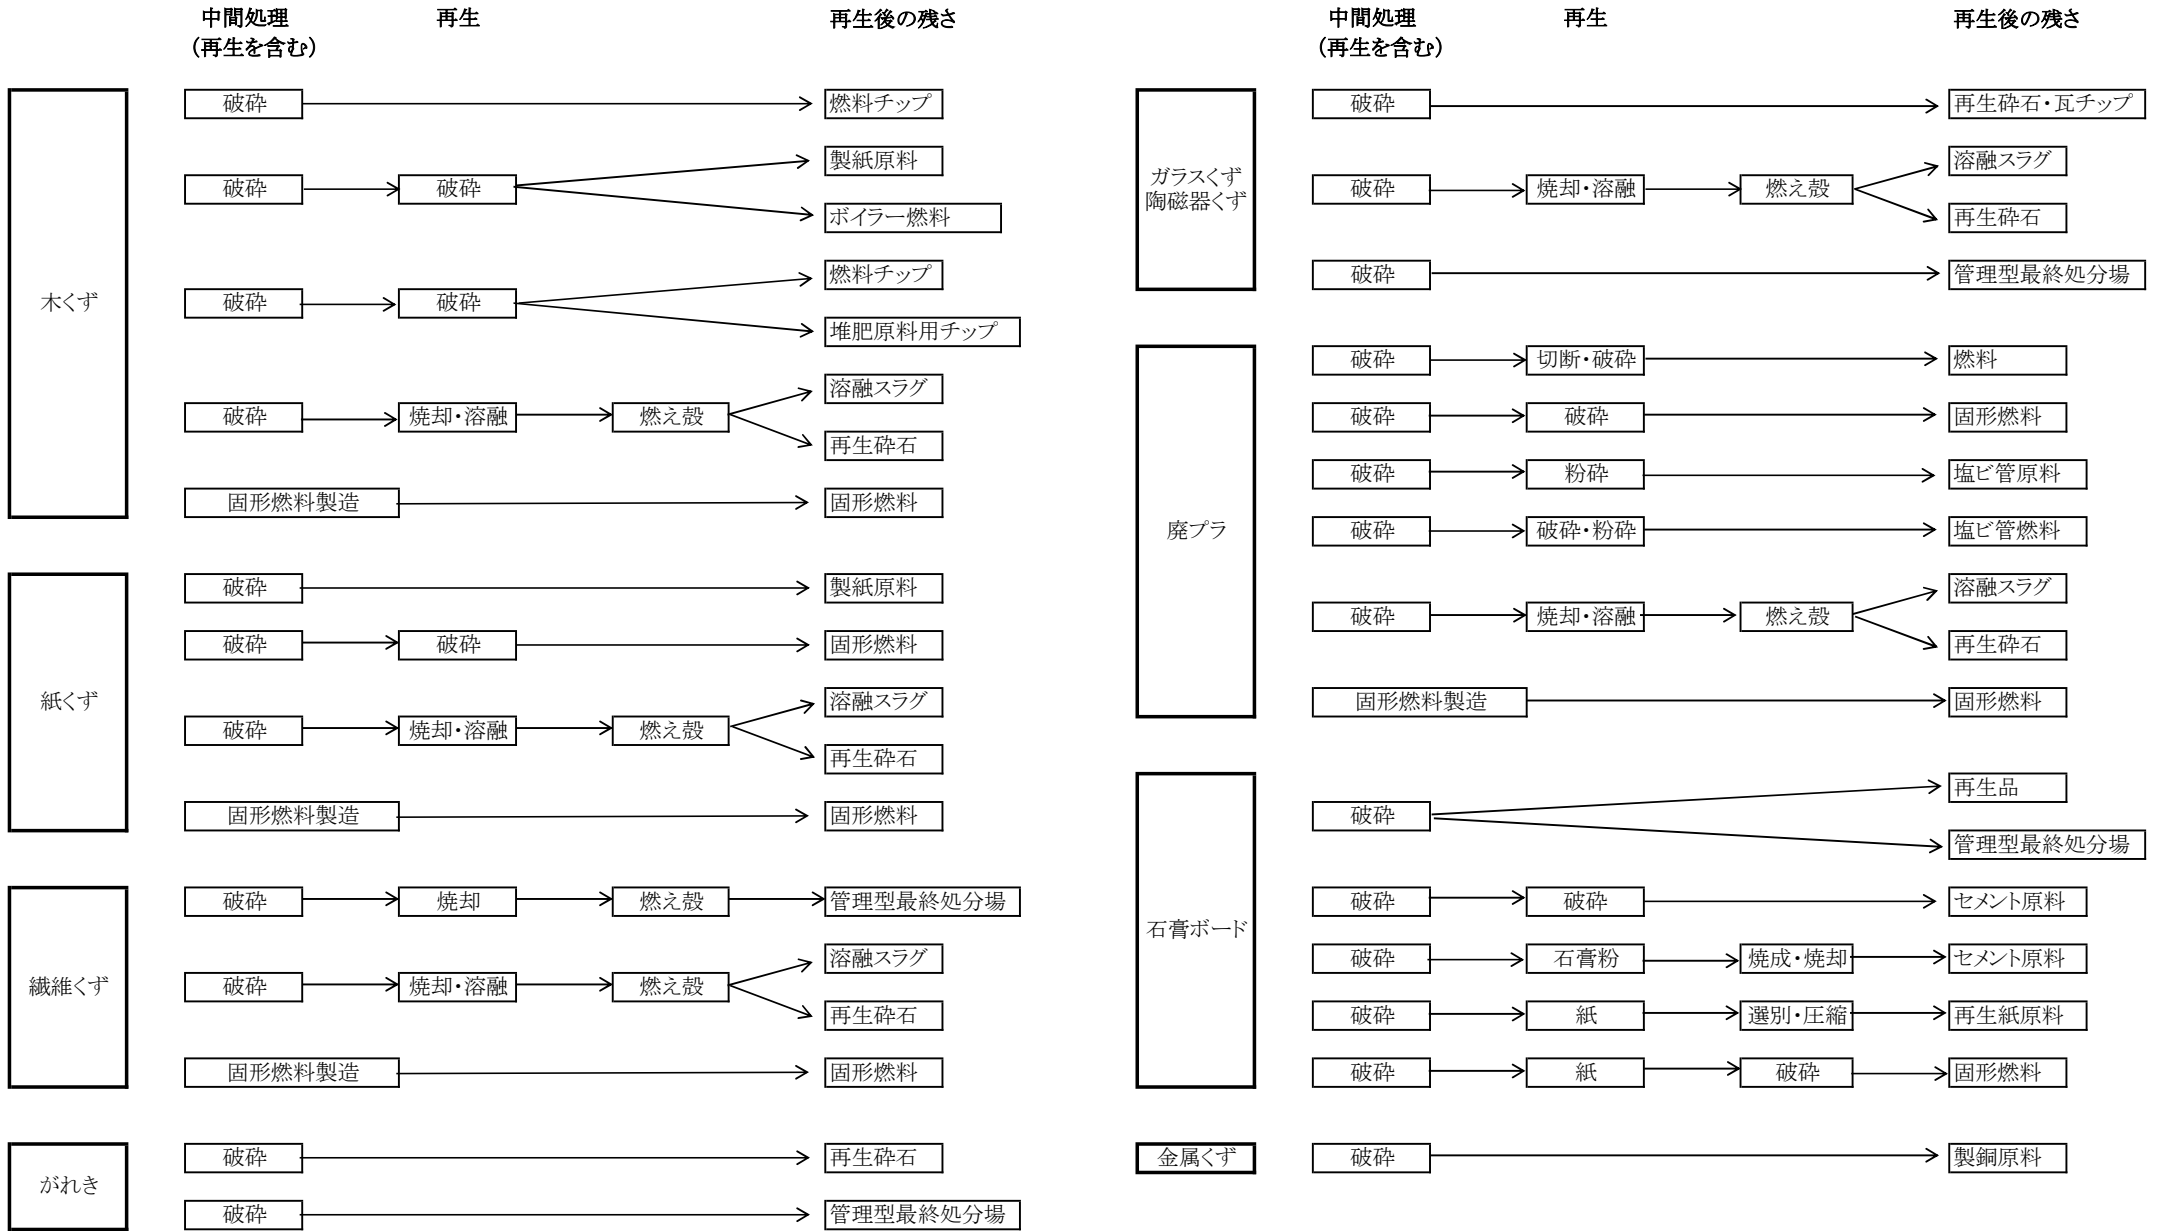 中間処理
（再生を含む）
再生
再生後の残さ
木くず
破砕
燃料チップ
破砕
破砕
製紙原料
ボイラー燃料
破砕
破砕
燃料チップ
堆肥原料用チップ
破砕
焼却・溶融
燃え殻
溶融スラグ
再生砕石
固形燃料製造
固形燃料
紙くず
破砕
製紙原料
破砕
破砕
固形燃料
破砕
焼却・溶融
燃え殻
溶融スラグ
再生砕石
固形燃料製造
固形燃料
繊維くず
破砕
焼却
燃え殻
管理型最終処分場
破砕
焼却・溶融
燃え殻
溶融スラグ
再生砕石
固形燃料製造
固形燃料
がれき
破砕
再生砕石
破砕
管理型最終処分場
中間処理
（再生を含む）
再生
再生後の残さ
ガラスくず
陶磁器くず
破砕
再生砕石・瓦チップ
破砕
焼却・溶融
燃え殻
溶融スラグ
再生砕石
破砕
管理型最終処分場
廃プラ
破砕
切断・破砕
燃料
破砕
破砕
固形燃料
破砕
粉砕
塩ビ管原料
破砕
破砕・粉砕
塩ビ管燃料
破砕
焼却・溶融
燃え殻
溶融スラグ
再生砕石
固形燃料製造
固形燃料
石膏ボード
破砕
再生品
管理型最終処分場
破砕
破砕
セメント原料
破砕
石膏粉
焼成・焼却
セメント原料
破砕
紙
選別・圧縮
再生紙原料
破砕
紙
破砕
固形燃料
金属くず
破砕
製銅原料